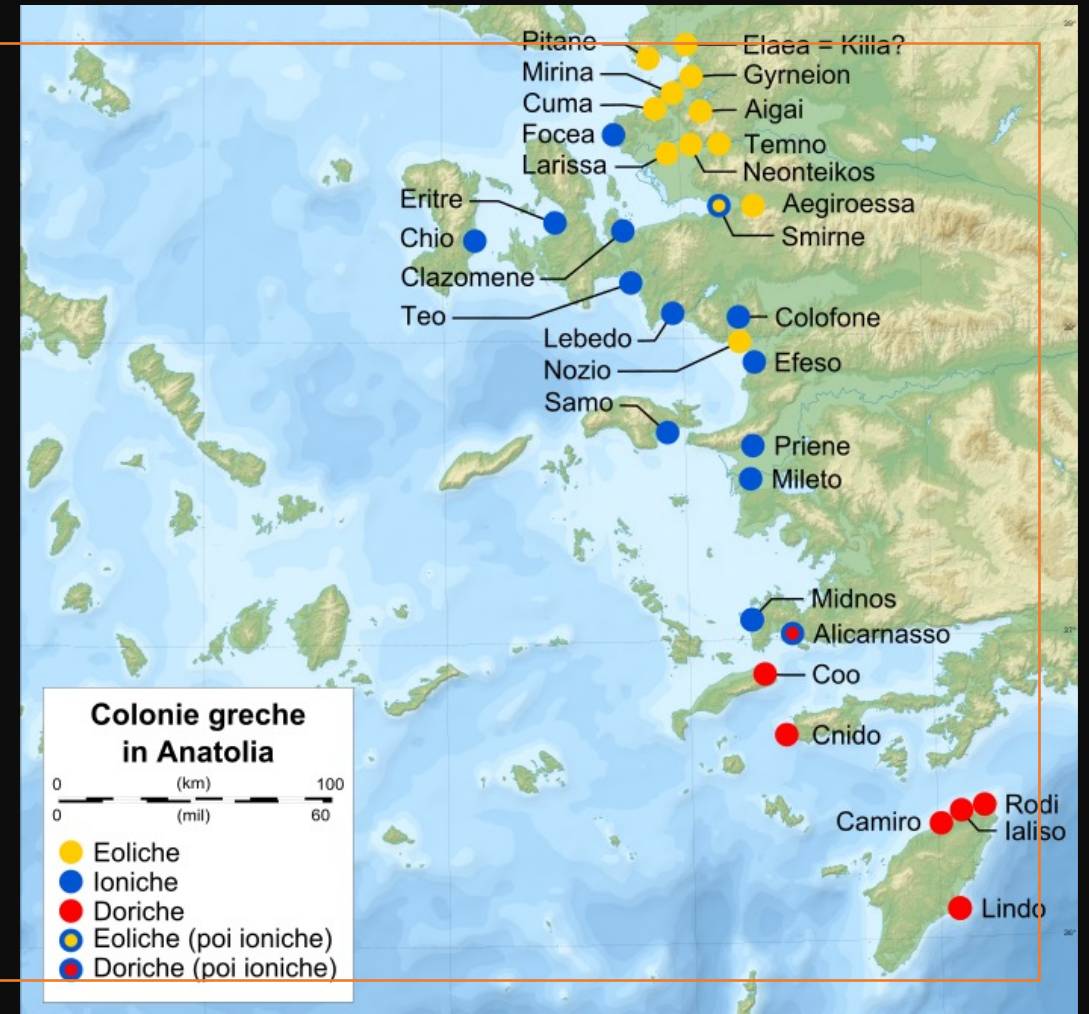 Pitane
Elaea = Killa?
Mirina
Gyrneion
Cuma
Aigai
Focea
Temno
Larissa
Neonteikos
Eritre
Aegiroessa
Chio
Smirne
Clazomene
Teo
Colofone
Lebedo
Nozio
Efeso
Samo
Priene
Mileto
Midnos
Alicarnasso
Coo
Cnido
Rodi
Camiro
Ialiso
Lindo
Colonie greche
in Anatolia
0 (km) 100
0 (mil) 60
Eoliche
Ioniche
Doriche
Eoliche (poi ioniche)
Doriche (poi ioniche)